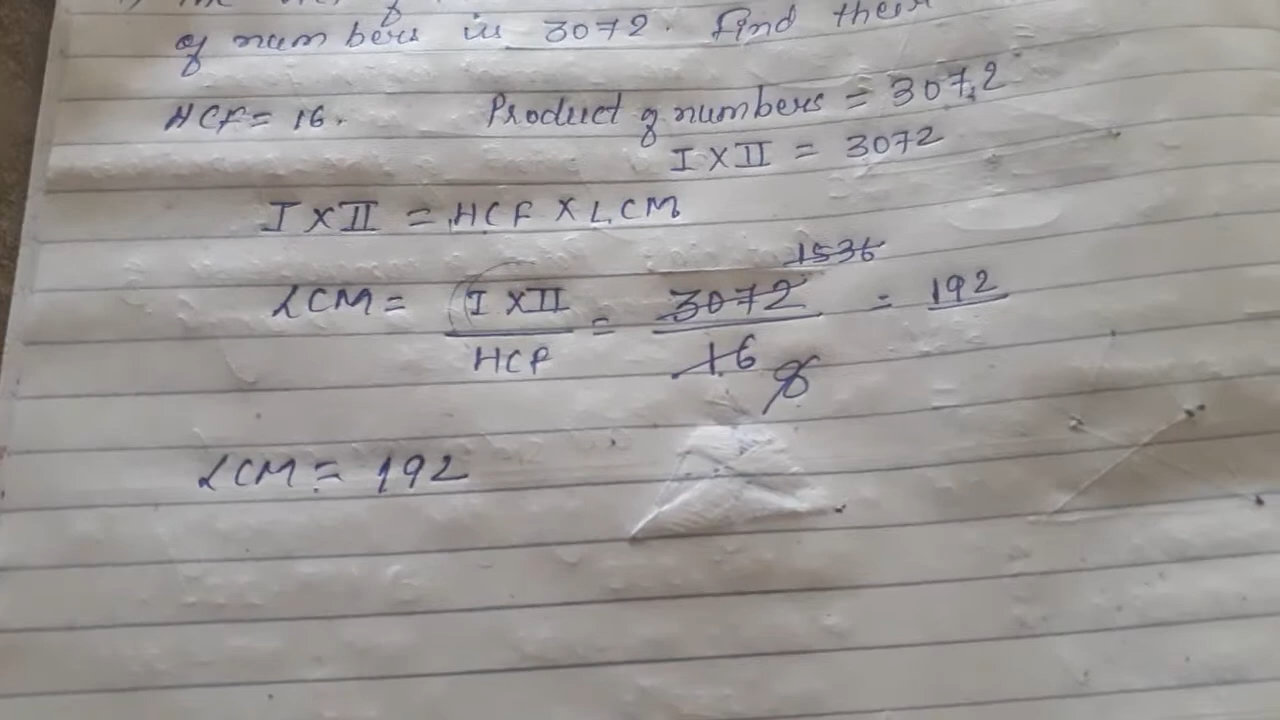 of numbers is 3072. Find their
HCF = 16. Product of numbers = 3072
I X II = 3072
I X II = HCF X LCM
LCM = I X II / HCF = 3072 / 16 = 192
1536
8
LCM = 192